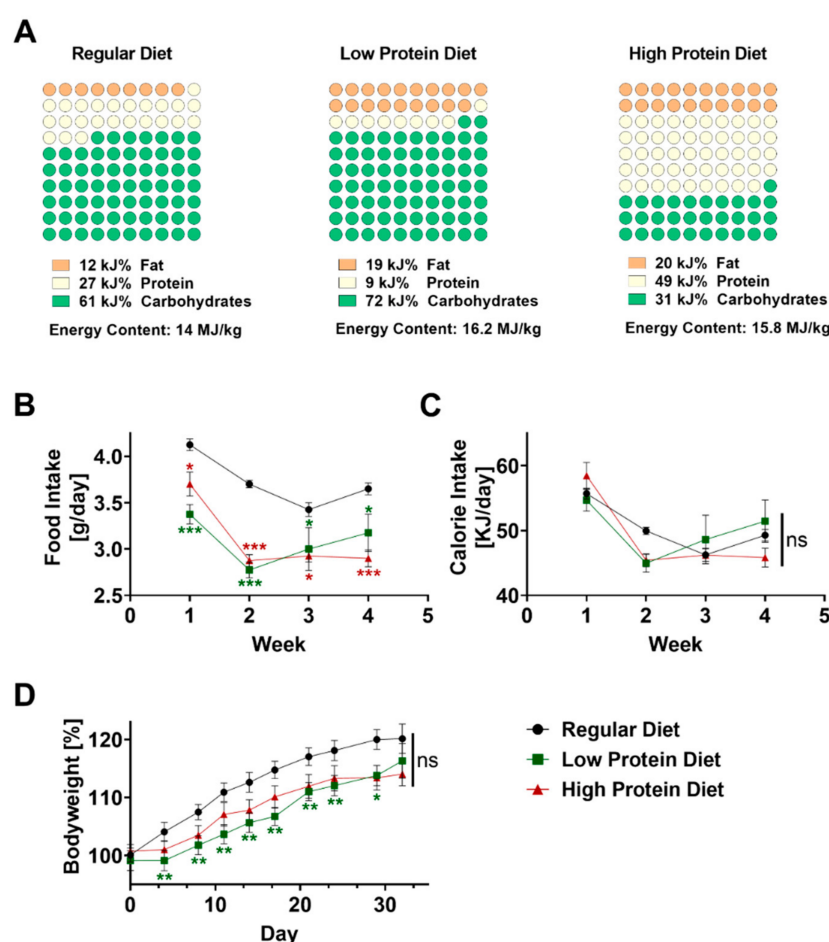 A
Regular Diet
Low Protein Diet
High Protein Diet
12 kJ% Fat
27 kJ% Protein
61 kJ% Carbohydrates
Energy Content: 14 MJ/kg
19 kJ% Fat
9 kJ% Protein
72 kJ% Carbohydrates
Energy Content: 16.2 MJ/kg
20 kJ% Fat
49 kJ% Protein
31 kJ% Carbohydrates
Energy Content: 15.8 MJ/kg
B
Food Intake
[g/day]
4.0
3.5
3.0
2.5
0 1 2 3 4 5
Week
*
***
***
***
*
*
*
***
C
Calorie Intake
[KJ/day]
60
50
40
0 1 2 3 4 5
Week
ns
D
Bodyweight [%]
120
110
100
0 10 20 30
Day
**
**
**
**
**
**
**
*
ns
Regular Diet
Low Protein Diet
High Protein Diet